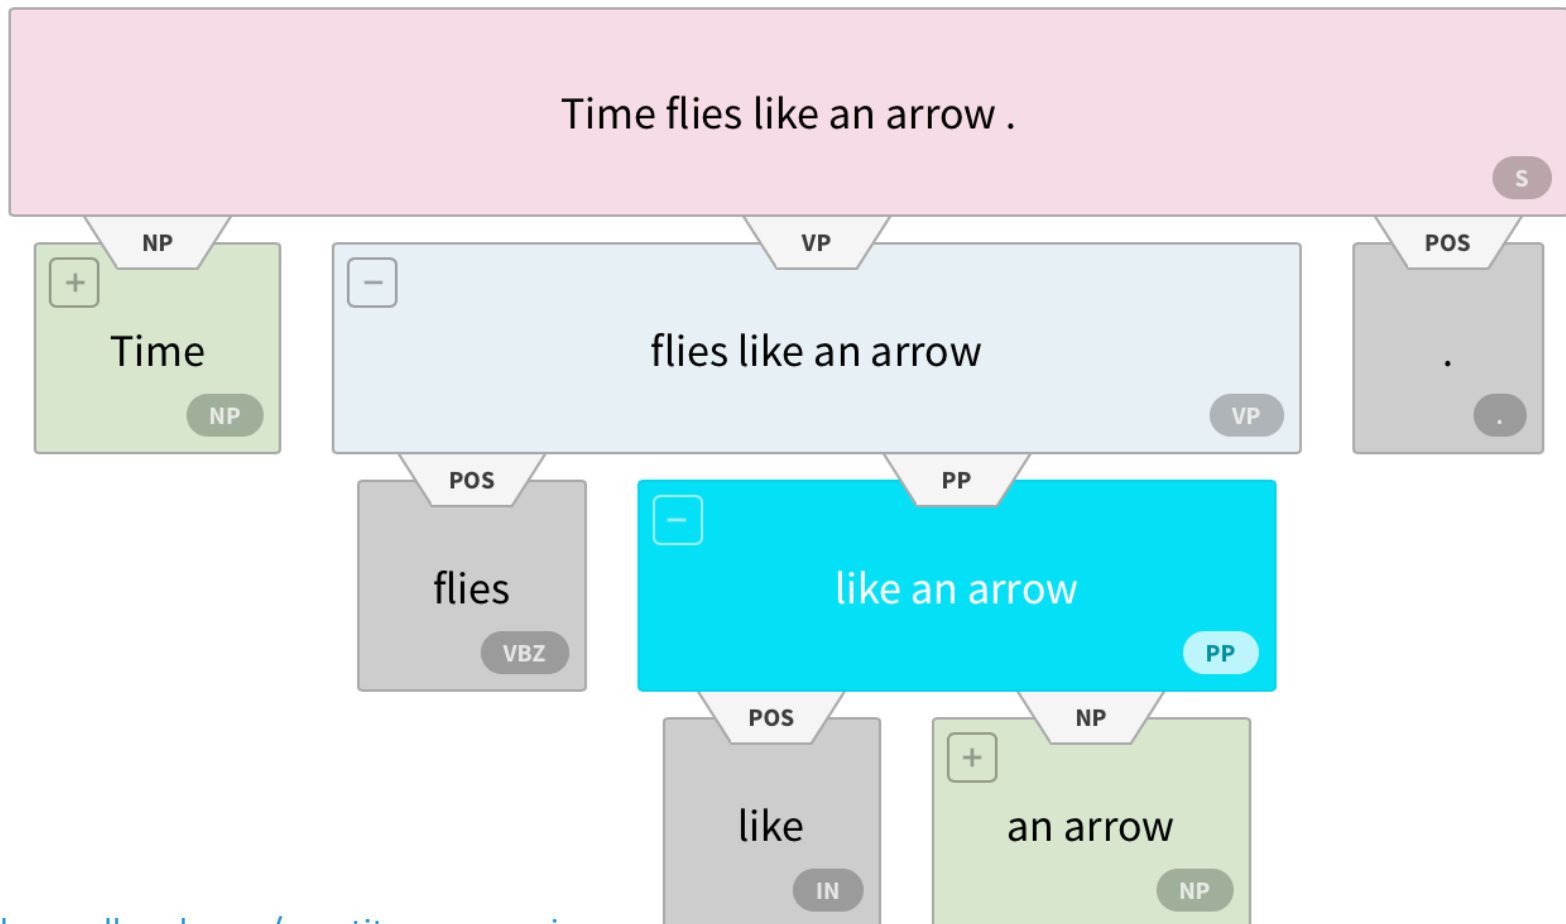 Time flies like an arrow .
S
NP VP POS
+ −
Time flies like an arrow .
NP VP .
POS PP
−
flies like an arrow
VBZ PP
POS NP
+
like an arrow
IN NP